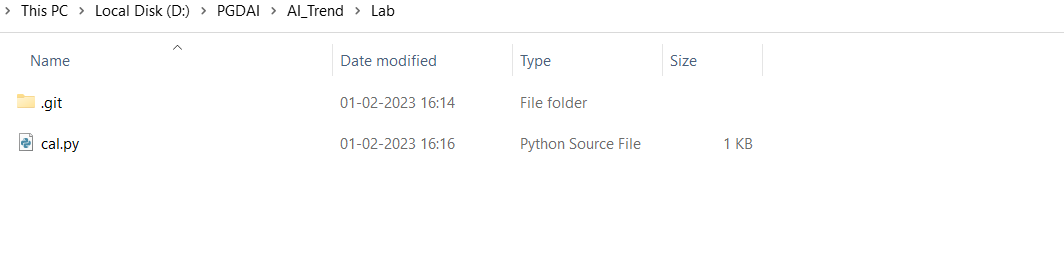 This PC > Local Disk (D:) > PGDAI > AI_Trend > Lab
Name Date modified Type Size
.git 01-02-2023 16:14 File folder
cal.py 01-02-2023 16:16 Python Source File 1 KB